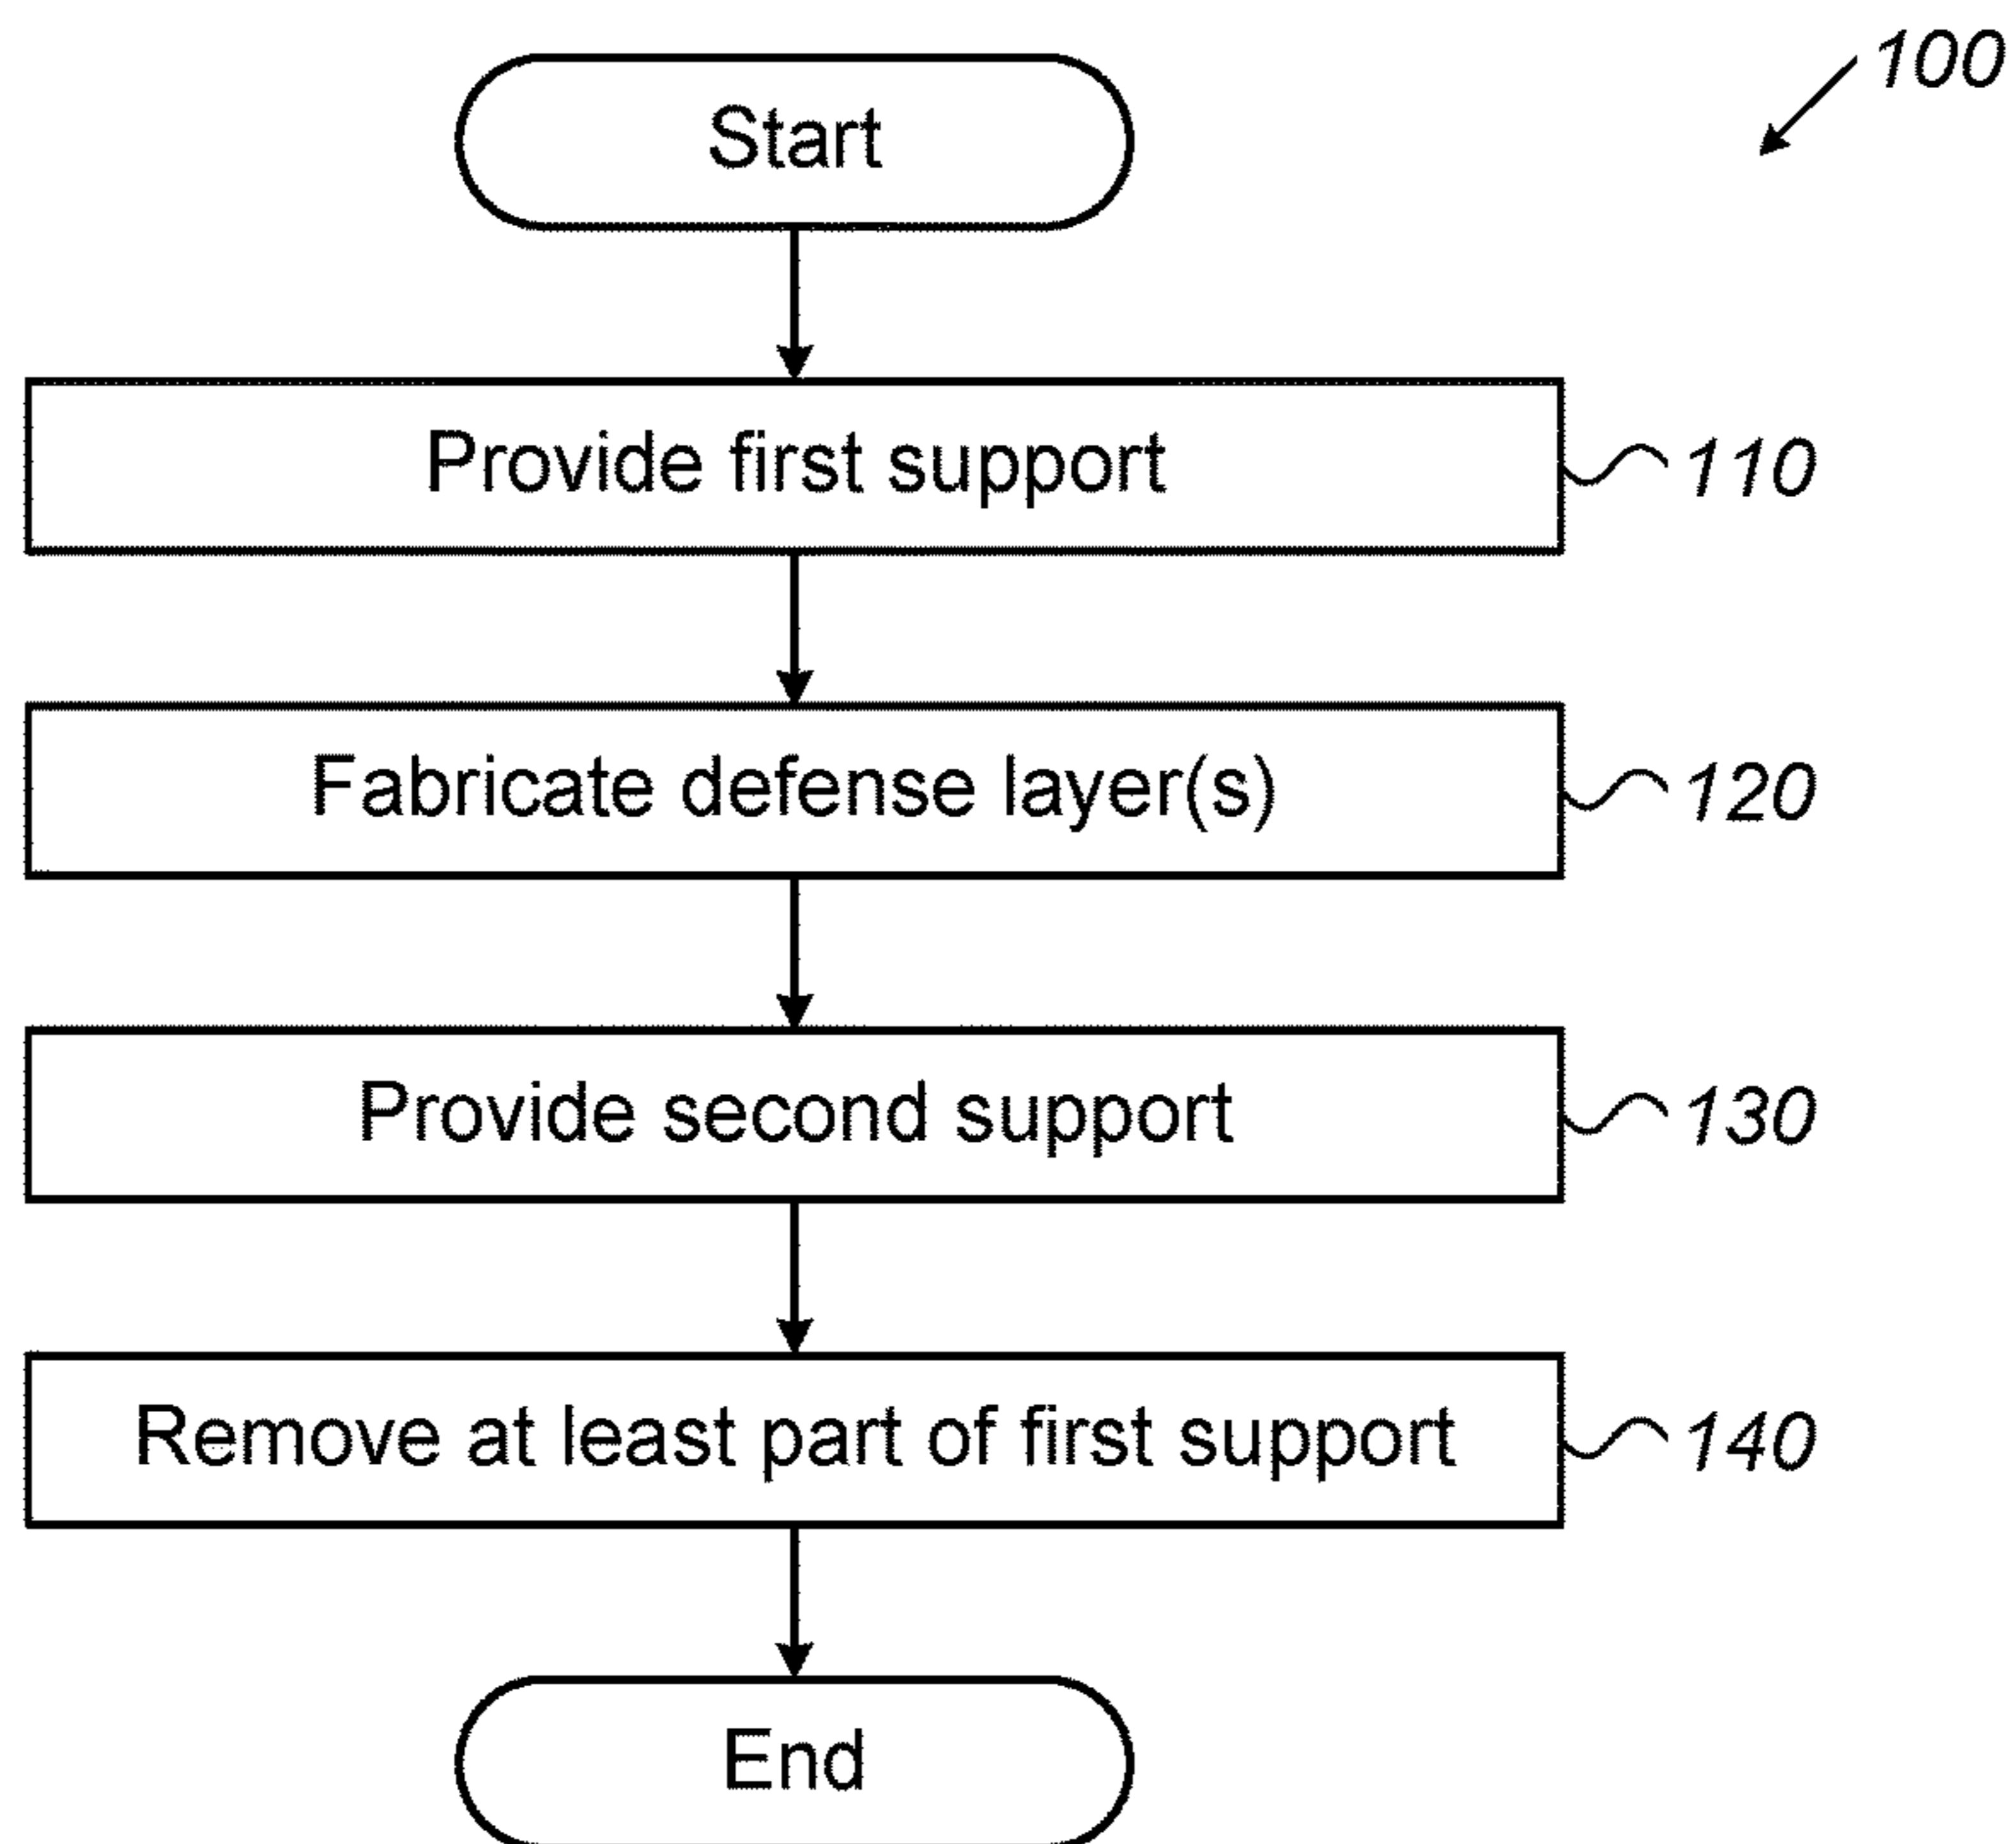 100
Start
Provide first support
110
Fabricate defense layer(s)
120
Provide second support
130
Remove at least part of first support
140
End